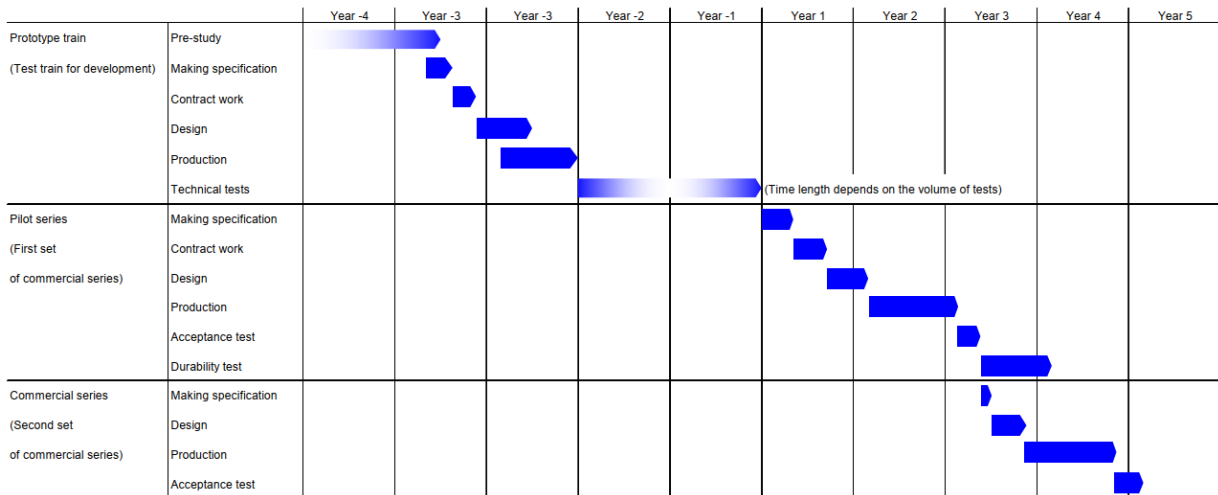 Year -4 Year -3 Year -3 Year -2 Year -1 Year 1 Year 2 Year 3 Year 4 Year 5
Prototype train Pre-study
(Test train for development) Making specification
Contract work
Design
Production
Technical tests (Time length depends on the volume of tests)
Pilot series Making specification
(First set Contract work
of commercial series) Design
Production
Acceptance test
Durability test
Commercial series Making specification
(Second set Design
of commercial series) Production
Acceptance test